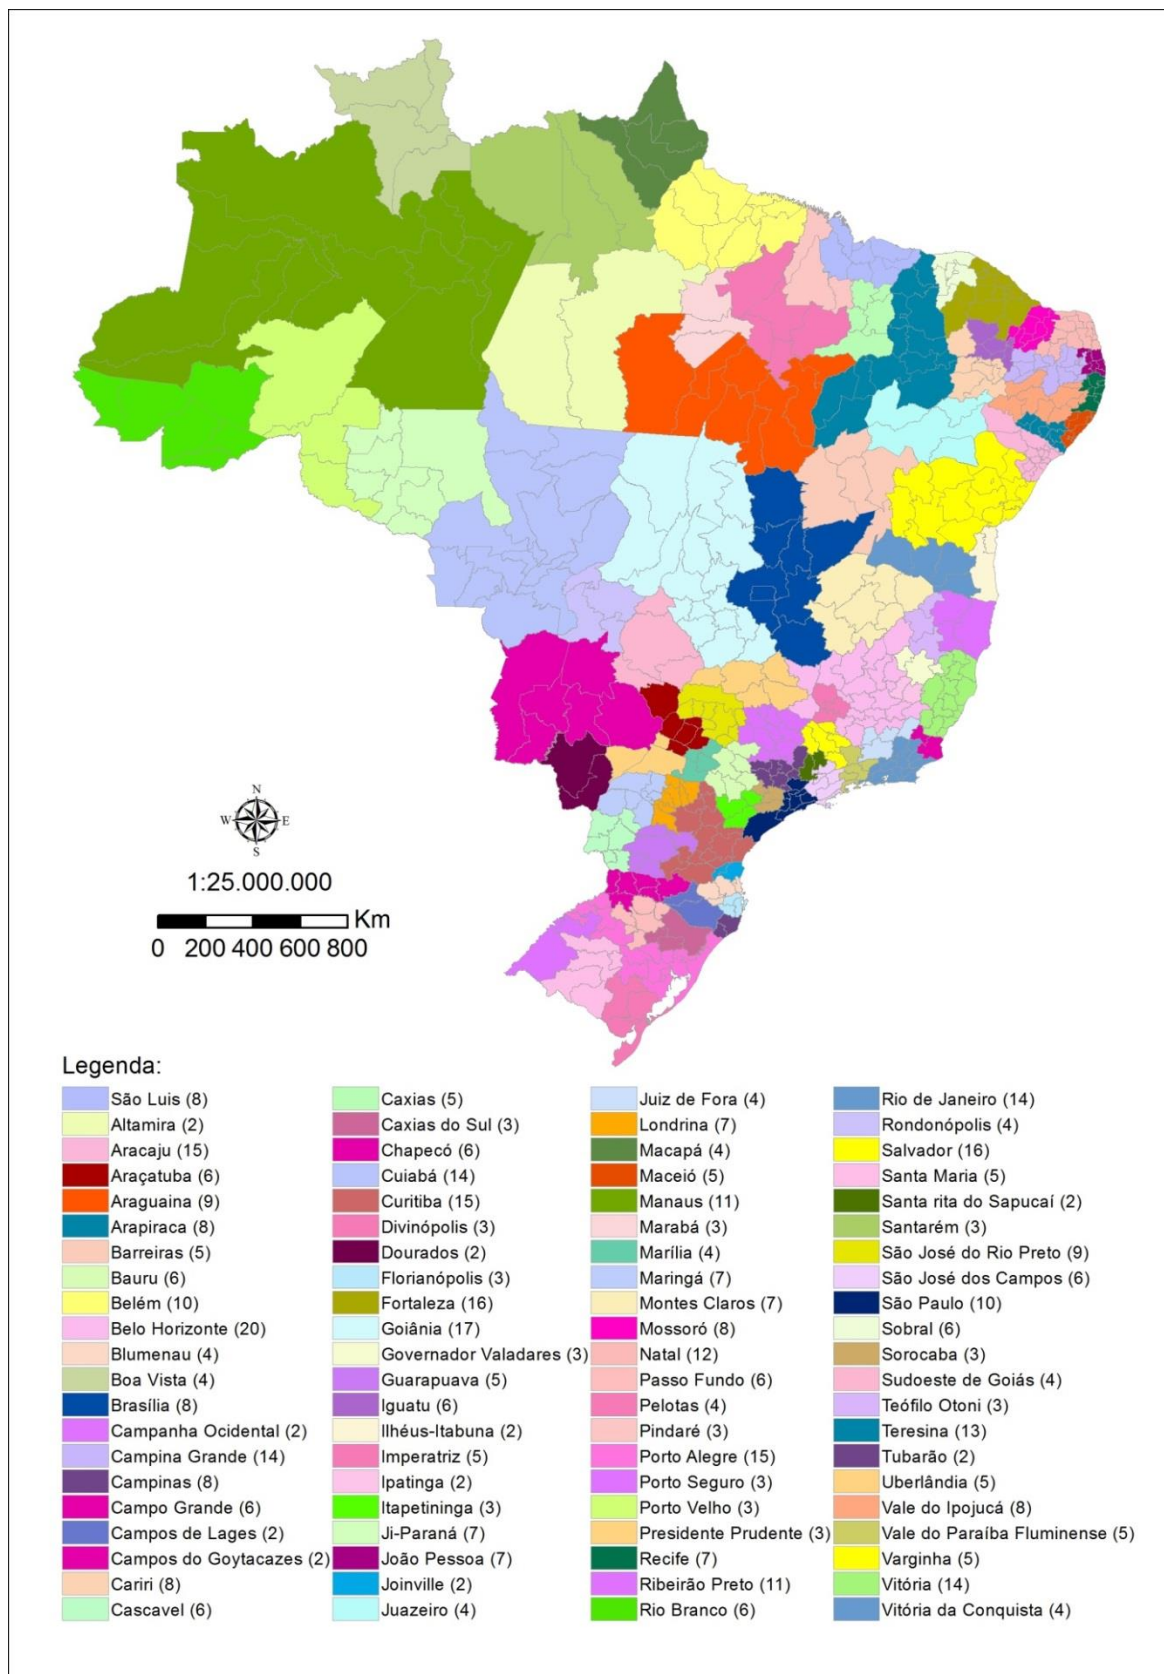 N
W
E
S
1:25.000.000
Km
0 200 400 600 800
Legenda:
São Luis (8)
Altamira (2)
Aracaju (15)
Araçatuba (6)
Araguaina (9)
Arapiraca (8)
Barreiras (5)
Bauru (6)
Belém (10)
Belo Horizonte (20)
Blumenau (4)
Boa Vista (4)
Brasília (8)
Campanha Ocidental (2)
Campina Grande (14)
Campinas (8)
Campo Grande (6)
Campos de Lages (2)
Campos do Goytacazes (2)
Cariri (8)
Cascavel (6)
Caxias (5)
Caxias do Sul (3)
Chapecó (6)
Cuiabá (14)
Curitiba (15)
Divinópolis (3)
Dourados (2)
Florianópolis (3)
Fortaleza (16)
Goiânia (17)
Governador Valadares (3)
Guarapuava (5)
Iguatu (6)
Ilhéus-Itabuna (2)
Imperatriz (5)
Ipatinga (2)
Itapetininga (3)
Ji-Paraná (7)
João Pessoa (7)
Joinville (2)
Juazeiro (4)
Juiz de Fora (4)
Londrina (7)
Macapá (4)
Maceió (5)
Manaus (11)
Marabá (3)
Marília (4)
Maringá (7)
Montes Claros (7)
Mossoró (8)
Natal (12)
Passo Fundo (6)
Pelotas (4)
Pindaré (3)
Porto Alegre (15)
Porto Seguro (3)
Porto Velho (3)
Presidente Prudente (3)
Recife (7)
Ribeirão Preto (11)
Rio Branco (6)
Rio de Janeiro (14)
Rondonópolis (4)
Salvador (16)
Santa Maria (5)
Santa rita do Sapucaí (2)
Santarém (3)
São José do Rio Preto (9)
São José dos Campos (6)
São Paulo (10)
Sobral (6)
Sorocaba (3)
Sudoeste de Goiás (4)
Teófilo Otoni (3)
Teresina (13)
Tubarão (2)
Uberlândia (5)
Vale do Ipojucá (8)
Vale do Paraíba Fluminense (5)
Varginha (5)
Vitória (14)
Vitória da Conquista (4)